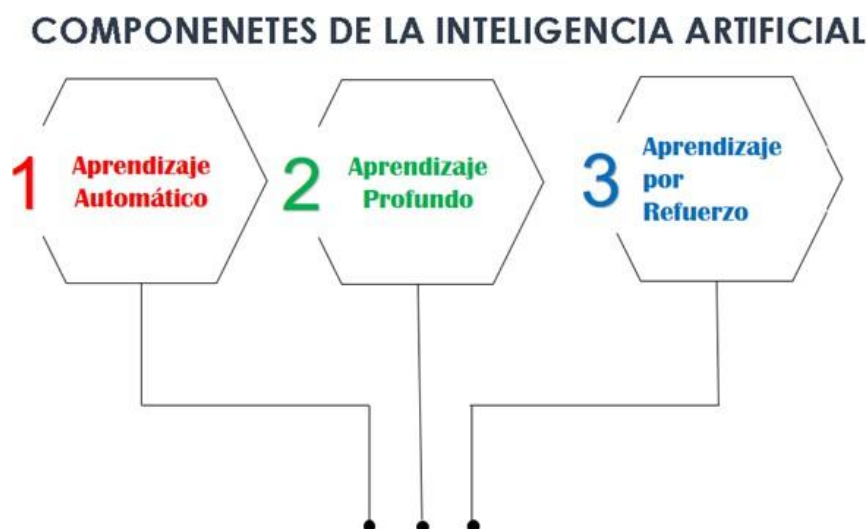 COMPONENETES DE LA INTELIGENCIA ARTIFICIAL
1
Aprendizaje
Automático
2
Aprendizaje
Profundo
3
Aprendizaje
por
Refuerzo